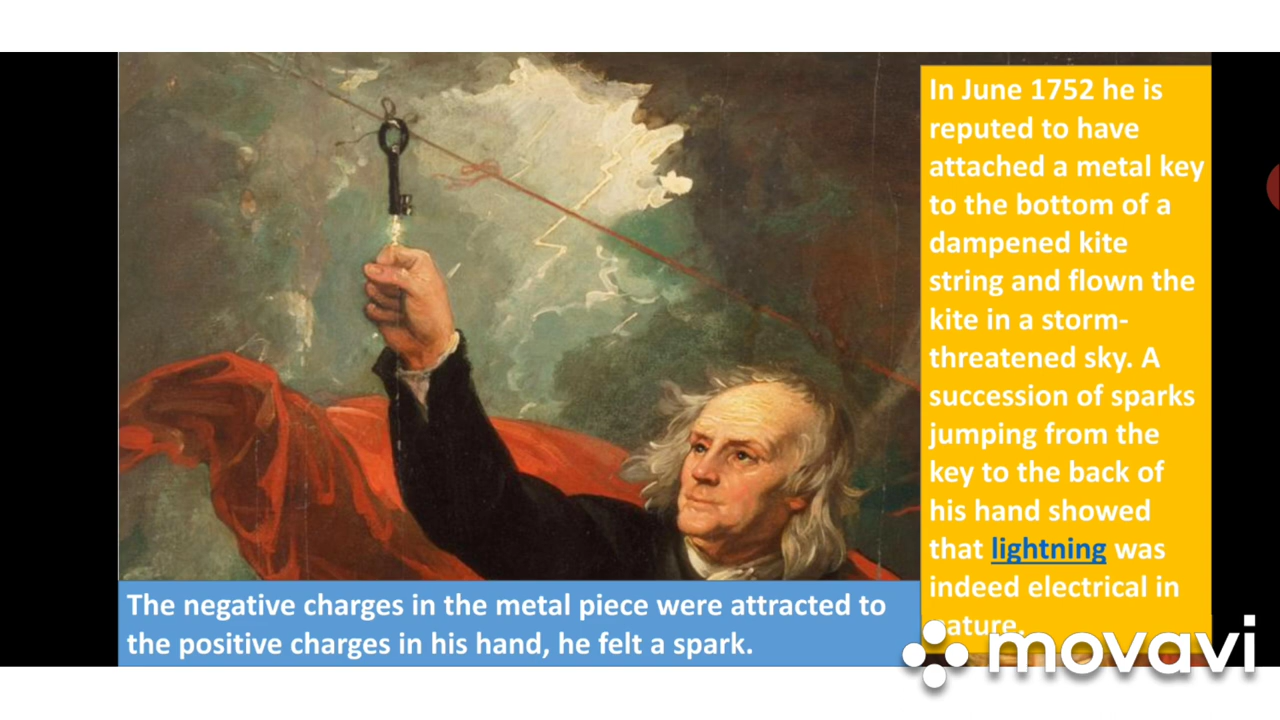 In June 1752 he is
reputed to have
attached a metal key
to the bottom of a
dampened kite
string and flown the
kite in a storm-
threatened sky. A
succession of sparks
jumping from the
key to the back of
his hand showed
that lightning was
indeed electrical in
nature.
The negative charges in the metal piece were attracted to
the positive charges in his hand, he felt a spark.
movavi